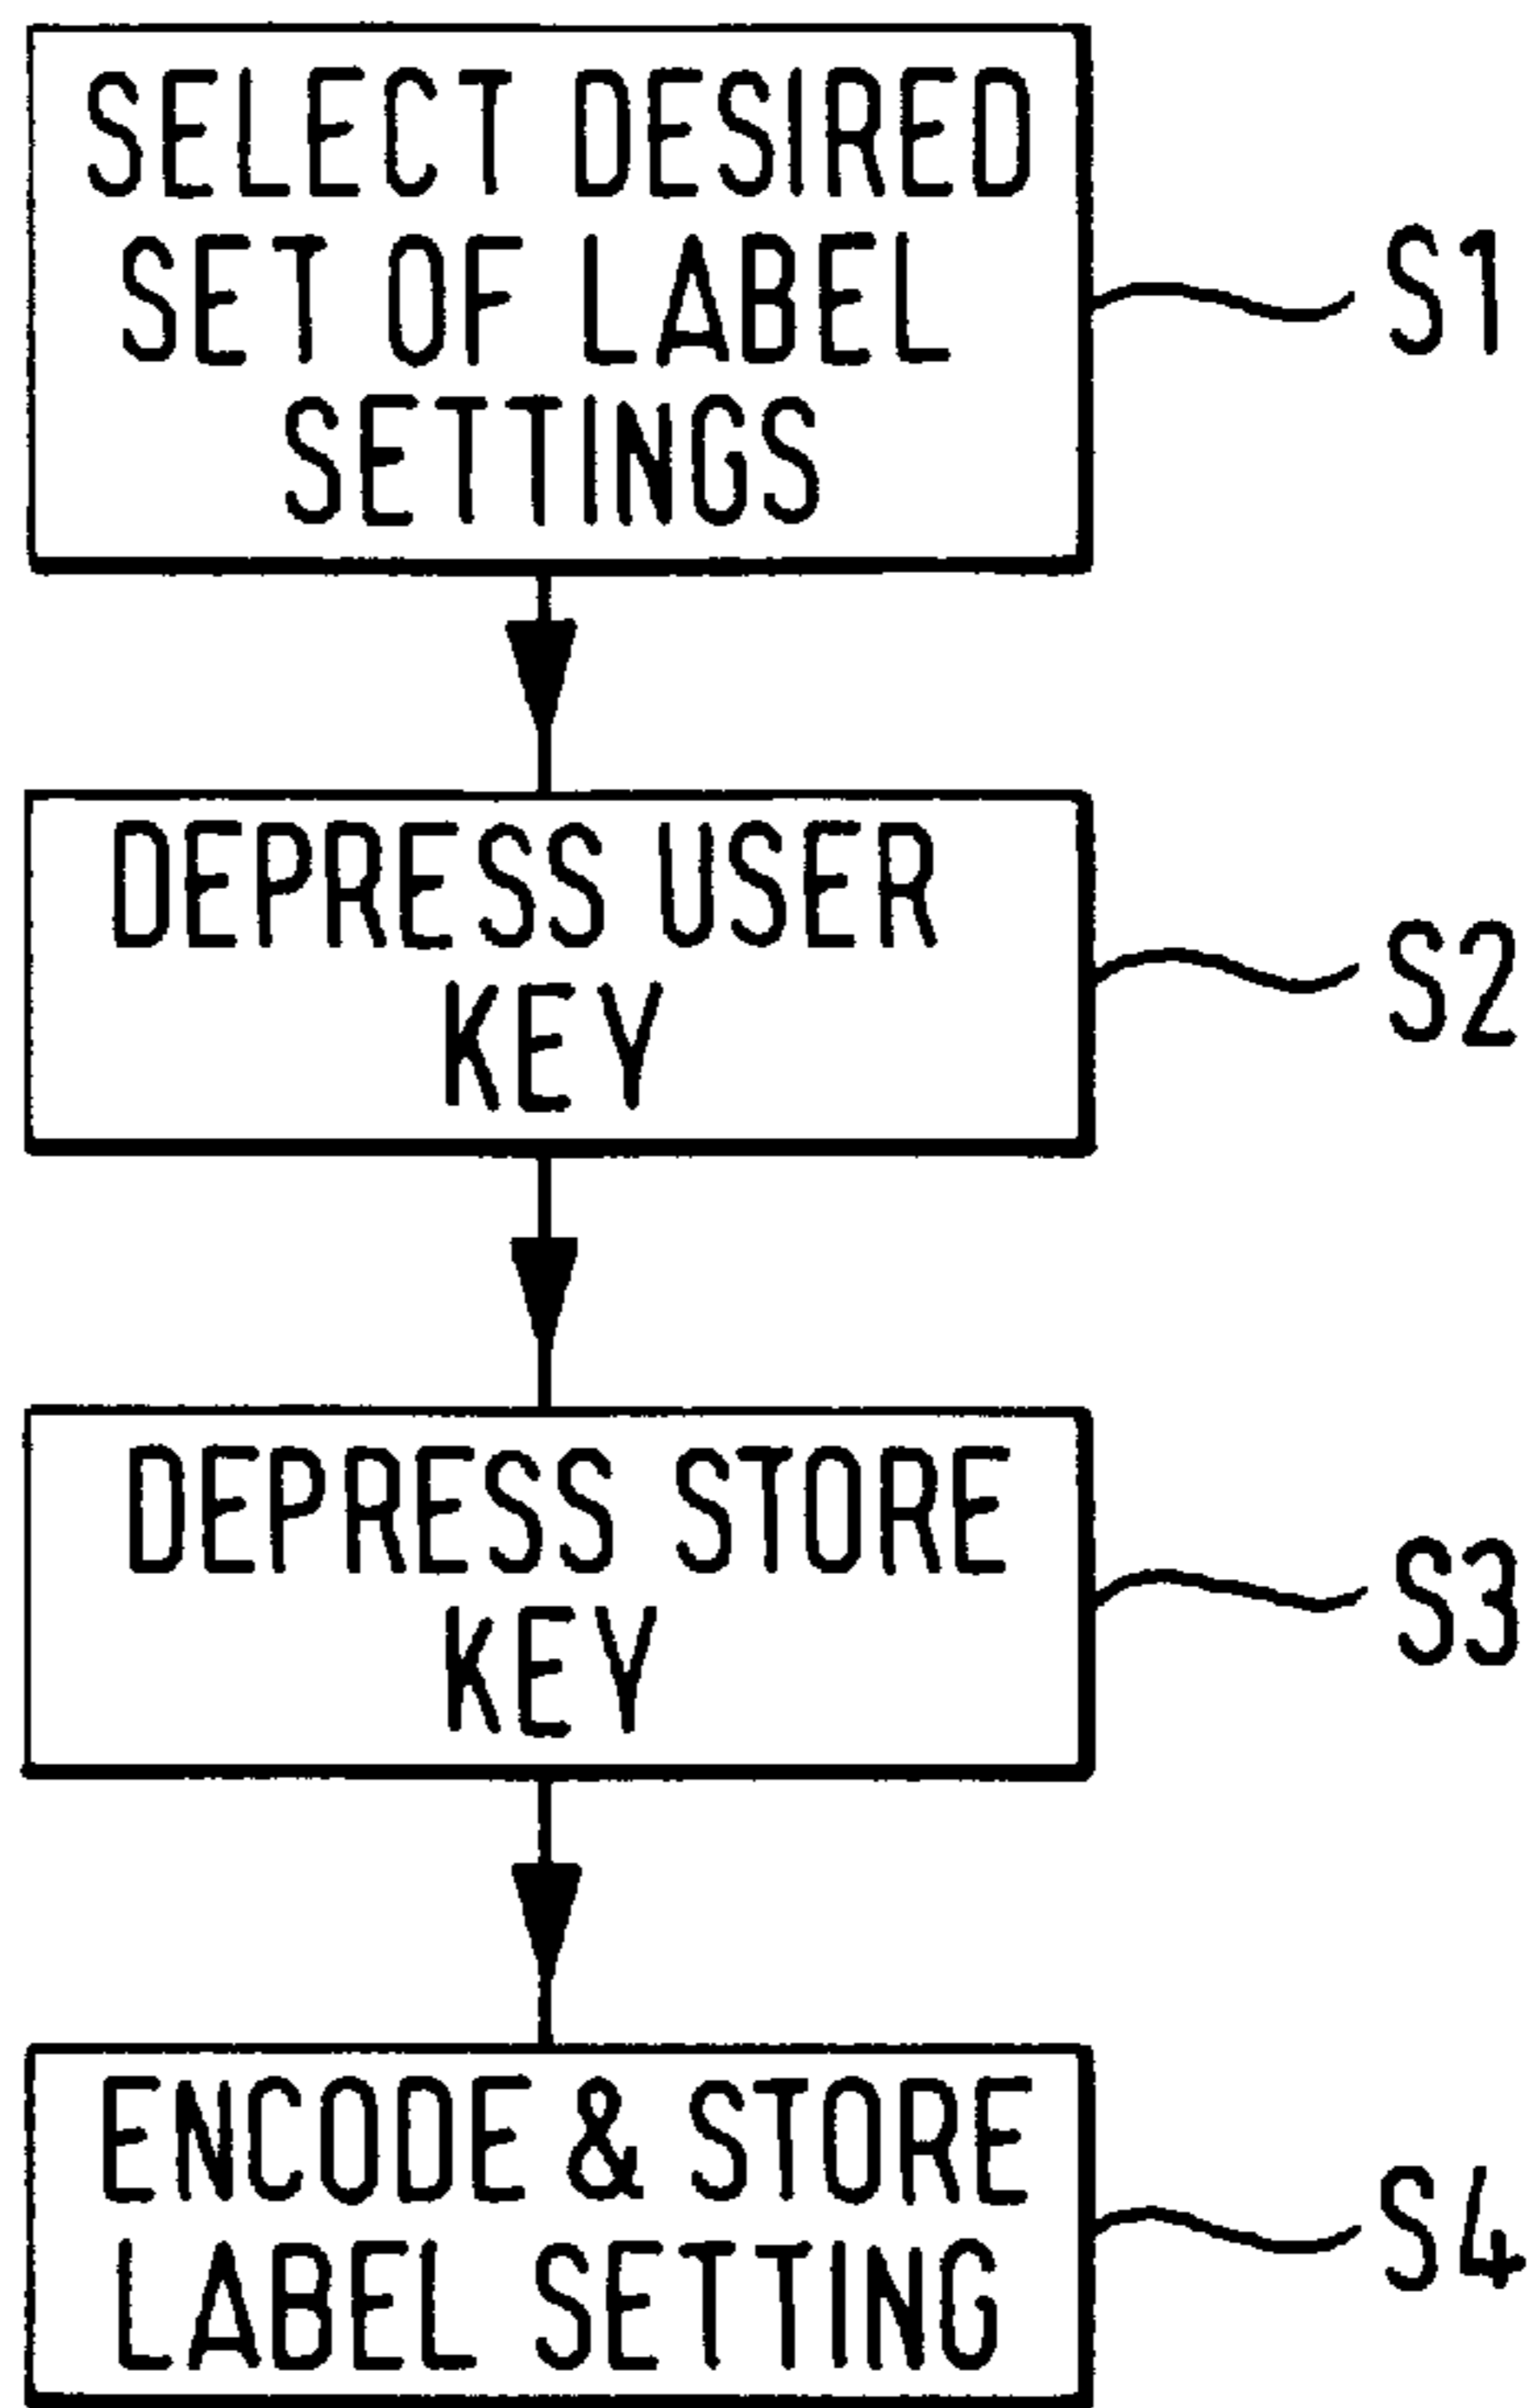 SELECT DESIRED
SET OF LABEL
SETTINGS
S1
DEPRESS USER
KEY
S2
DEPRESS STORE
KEY
S3
ENCODE & STORE
LABEL SETTING
S4